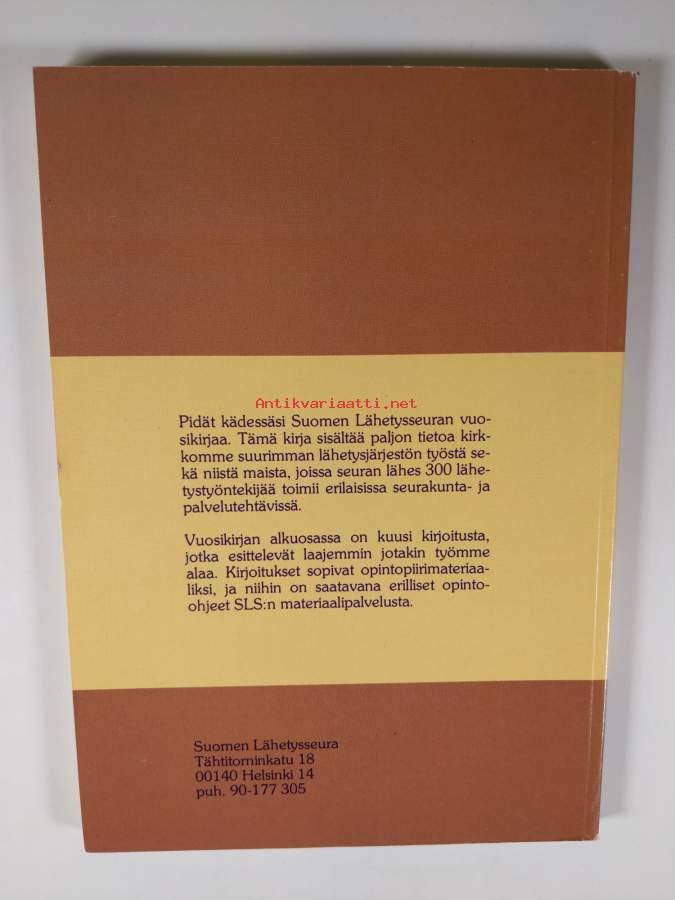 Antikvariaatti.net
Pidät kädessäsi Suomen Lähetysseuran vuo-
sikirjaa. Tämä kirja sisältää paljon tietoa kirk-
komme suurimman lähetysjärjestön työstä se-
kä niistä maista, joissa seuran lähes 300 lähe-
tystyöntekijää toimii erilaisissa seurakunta- ja
palvelutehtävissä.
Vuosikirjan alkuosassa on kuusi kirjoitusta,
jotka esittelevät laajemmin jotakin työmme
alaa. Kirjoitukset sopivat opintopiirimateriaa-
liksi, ja niihin on saatavana erilliset opinto-
ohjeet SLS:n materiaalipalvelusta.
Suomen Lähetysseura
Tähtitorninkatu 18
00140 Helsinki 14
puh. 90-177 305